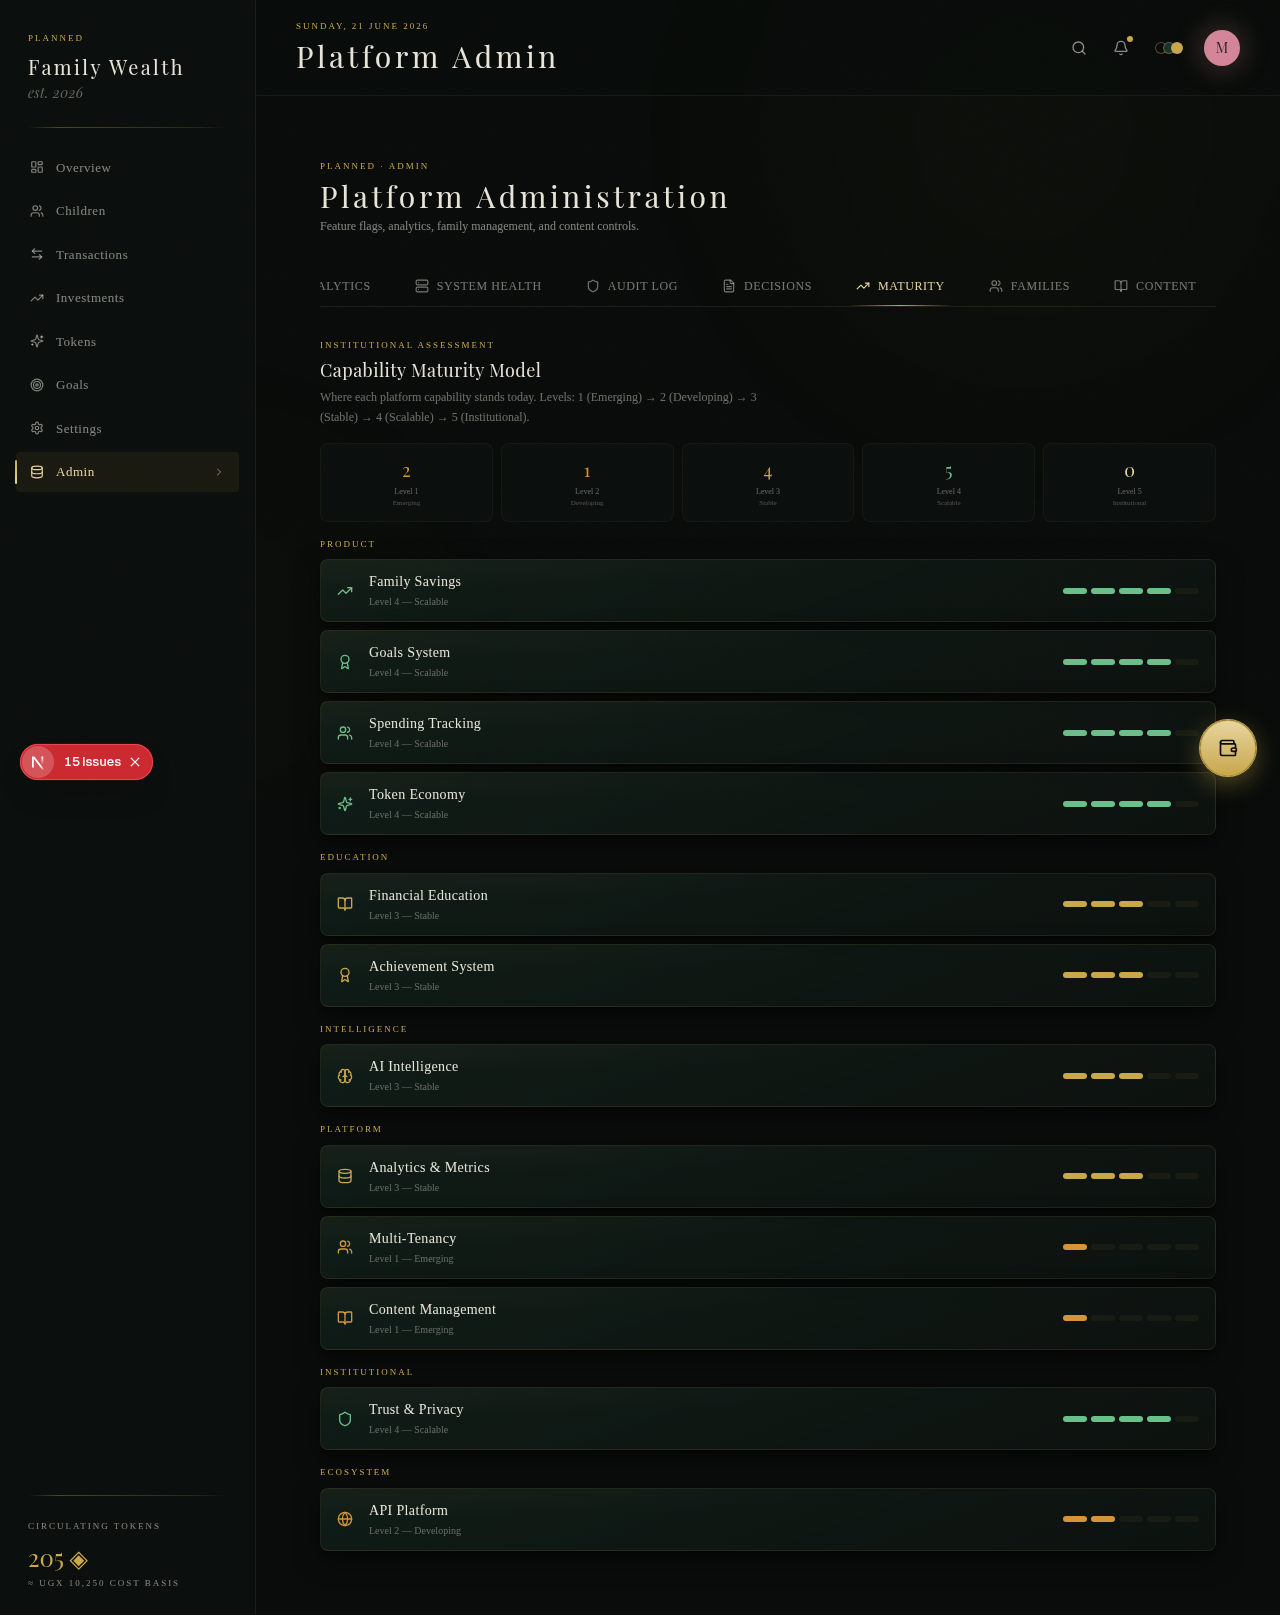 PLANNED
Family Wealth
est. 2026
Overview
Children
Transactions
Investments
Tokens
Goals
Settings
Admin
15 Issues
CIRCULATING TOKENS
205 ◈
≈ UGX 10,250 COST BASIS
SUNDAY, 21 JUNE 2026
Platform Admin
M
PLANNED · ADMIN
Platform Administration
Feature flags, analytics, family management, and content controls.
ALYTICS SYSTEM HEALTH AUDIT LOG DECISIONS MATURITY FAMILIES CONTENT
INSTITUTIONAL ASSESSMENT
Capability Maturity Model
Where each platform capability stands today. Levels: 1 (Emerging) → 2 (Developing) → 3
(Stable) → 4 (Scalable) → 5 (Institutional).
2
Level 1
Emerging
1
Level 2
Developing
4
Level 3
Stable
5
Level 4
Scalable
0
Level 5
Institutional
PRODUCT
Family Savings
Level 4 — Scalable
Goals System
Level 4 — Scalable
Spending Tracking
Level 4 — Scalable
Token Economy
Level 4 — Scalable
EDUCATION
Financial Education
Level 3 — Stable
Achievement System
Level 3 — Stable
INTELLIGENCE
AI Intelligence
Level 3 — Stable
PLATFORM
Analytics & Metrics
Level 3 — Stable
Multi-Tenancy
Level 1 — Emerging
Content Management
Level 1 — Emerging
INSTITUTIONAL
Trust & Privacy
Level 4 — Scalable
ECOSYSTEM
API Platform
Level 2 — Developing